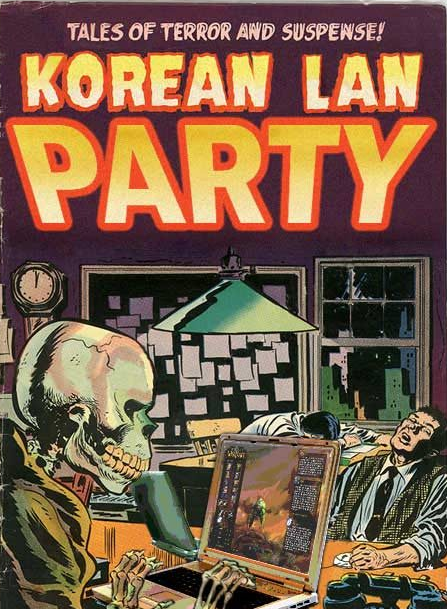 TALES OF TERROR AND SUSPENSE!
KOREAN LAN
PARTY